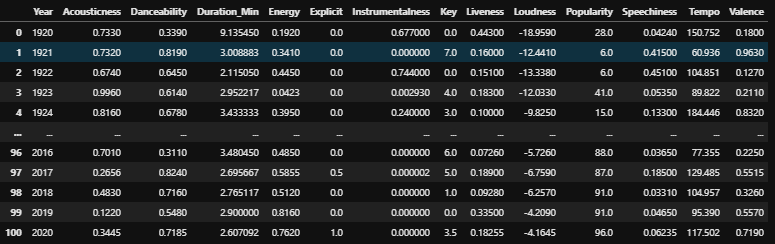 Year Acousticness Danceability Duration_Min Energy Explicit Instrumentalness Key Liveness Loudness Popularity Speechiness Tempo Valence
0 1920 0.7330 0.3390 9.135450 0.1920 0.0 0.677000 0.0 0.44300 -18.9590 28.0 0.04240 150.752 0.1800
1 1921 0.7320 0.8190 3.008883 0.3410 0.0 0.000000 7.0 0.16000 -12.4410 6.0 0.41500 60.936 0.9630
2 1922 0.6740 0.6450 2.115050 0.4450 0.0 0.744000 0.0 0.15100 -13.3380 6.0 0.45100 104.851 0.1270
3 1923 0.9960 0.6140 2.952217 0.0423 0.0 0.002930 4.0 0.18300 -12.0330 41.0 0.05350 89.822 0.2110
4 1924 0.8160 0.6780 3.433333 0.3950 0.0 0.240000 3.0 0.10000 -9.8250 15.0 0.13300 184.446 0.8320
... ... ... ... ... ... ... ... ... ... ... ... ... ... ...
96 2016 0.7010 0.3110 3.480450 0.4850 0.0 0.000000 6.0 0.07260 -5.7260 88.0 0.03650 77.355 0.2250
97 2017 0.2656 0.8240 2.695667 0.5855 0.5 0.000002 5.0 0.18900 -6.7590 87.0 0.18500 129.485 0.5515
98 2018 0.4830 0.7160 2.765117 0.5120 0.0 0.000000 1.0 0.09280 -6.2570 91.0 0.03310 104.957 0.3260
99 2019 0.1220 0.5480 2.900000 0.8160 0.0 0.000000 0.0 0.33500 -4.2090 91.0 0.04650 95.390 0.5570
100 2020 0.3445 0.7185 2.607092 0.7620 1.0 0.000000 3.5 0.18255 -4.1645 96.0 0.06235 117.502 0.7190